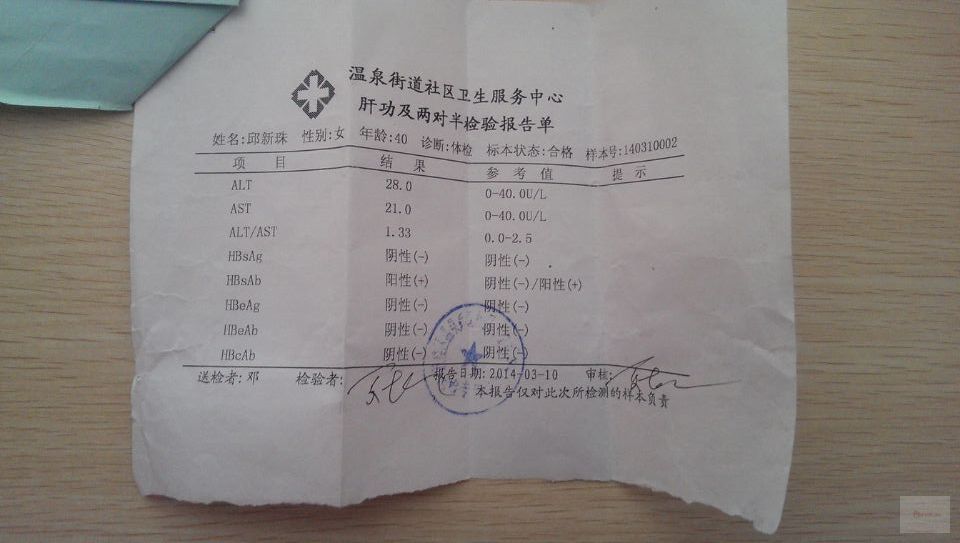 温泉街道社区卫生服务中心
肝功及两对半检验报告单
姓名:邱新珠 性别:女 年龄:40 诊断:体检 标本状态:合格 样本号:140310002
项 目 结 果 参 考 值 提 示
ALT 28.0 0-40.0U/L
AST 21.0 0-40.0U/L
ALT/AST 1.33 0.0-2.5
HBsAg 阴性(-) 阴性(-)
HBsAb 阳性(+) 阴性(-)/阳性(+)
HBeAg 阴性(-) 阴性(-)
HBeAb 阴性(-) 阴性(-)
HBcAb 阴性(-) 阴性(-)
送检者:邓 检验者: 报告日期:2014-03-10 审核:
本报告仅对此次所检测的样本负责